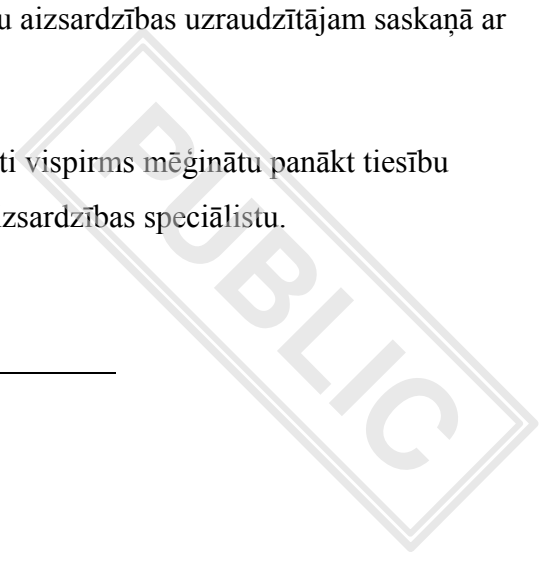 u aizsardzības uzraudzītājam saskaņā ar
ti vispirms mēģinātu panākt tiesību
izsardzības speciālistu.
PUBLIC